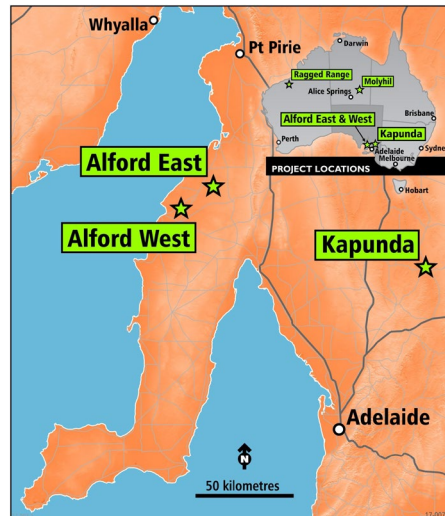 Whyalla
Pt Pirie
Darwin
Ragged Range
Molyhil
Alice Springs
Alford East & West
Brisbane
Kapunda
Perth
Adelaide
Sydne
Melbourne
PROJECT LOCATIONS
Hobart
Alford East
Alford West
Kapunda
Adelaide
N
50 kilometres